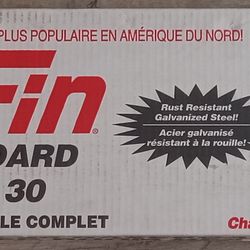 PLUS POPULAIRE EN AMÉRIQUE DU NORD!
Fin®
DARD
30
LE COMPLET
Rust Resistant
Galvanized Steel!
Acier galvanisé
résistant à la rouille!
Cha